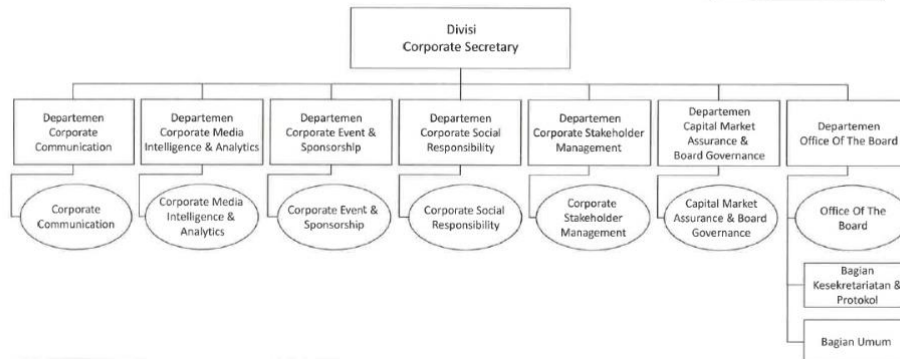 Divisi
Corporate Secretary
Departemen
Corporate
Communication
Departemen
Corporate Media
Intelligence & Analytics
Departemen
Corporate Event &
Sponsorship
Departemen
Corporate Social
Responsibility
Departemen
Corporate Stakeholder
Management
Departemen
Capital Market
Assurance &
Board Governance
Departemen
Office Of The Board
Corporate
Communication
Corporate Media
Intelligence &
Analytics
Corporate Event &
Sponsorship
Corporate Social
Responsibility
Corporate
Stakeholder
Management
Capital Market
Assurance & Board
Governance
Office Of The
Board
Bagian
Kesekretariatan &
Protokol
Bagian Umum